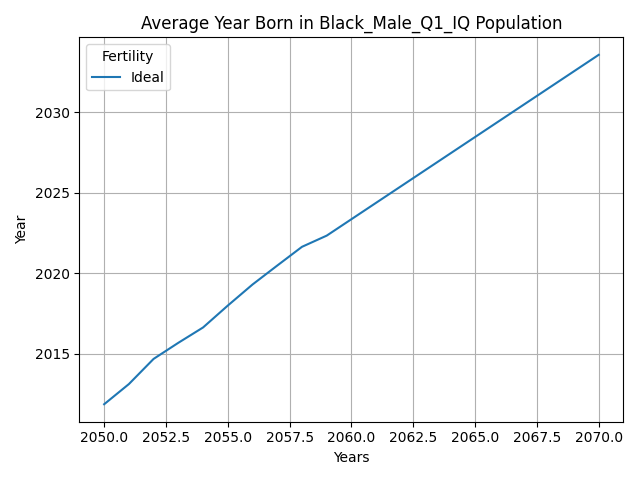 Average Year Born in Black_Male_Q1_IQ Population
Fertility
Ideal
Year
2030
2025
2020
2015
2050.0 2052.5 2055.0 2057.5 2060.0 2062.5 2065.0 2067.5 2070.0
Years